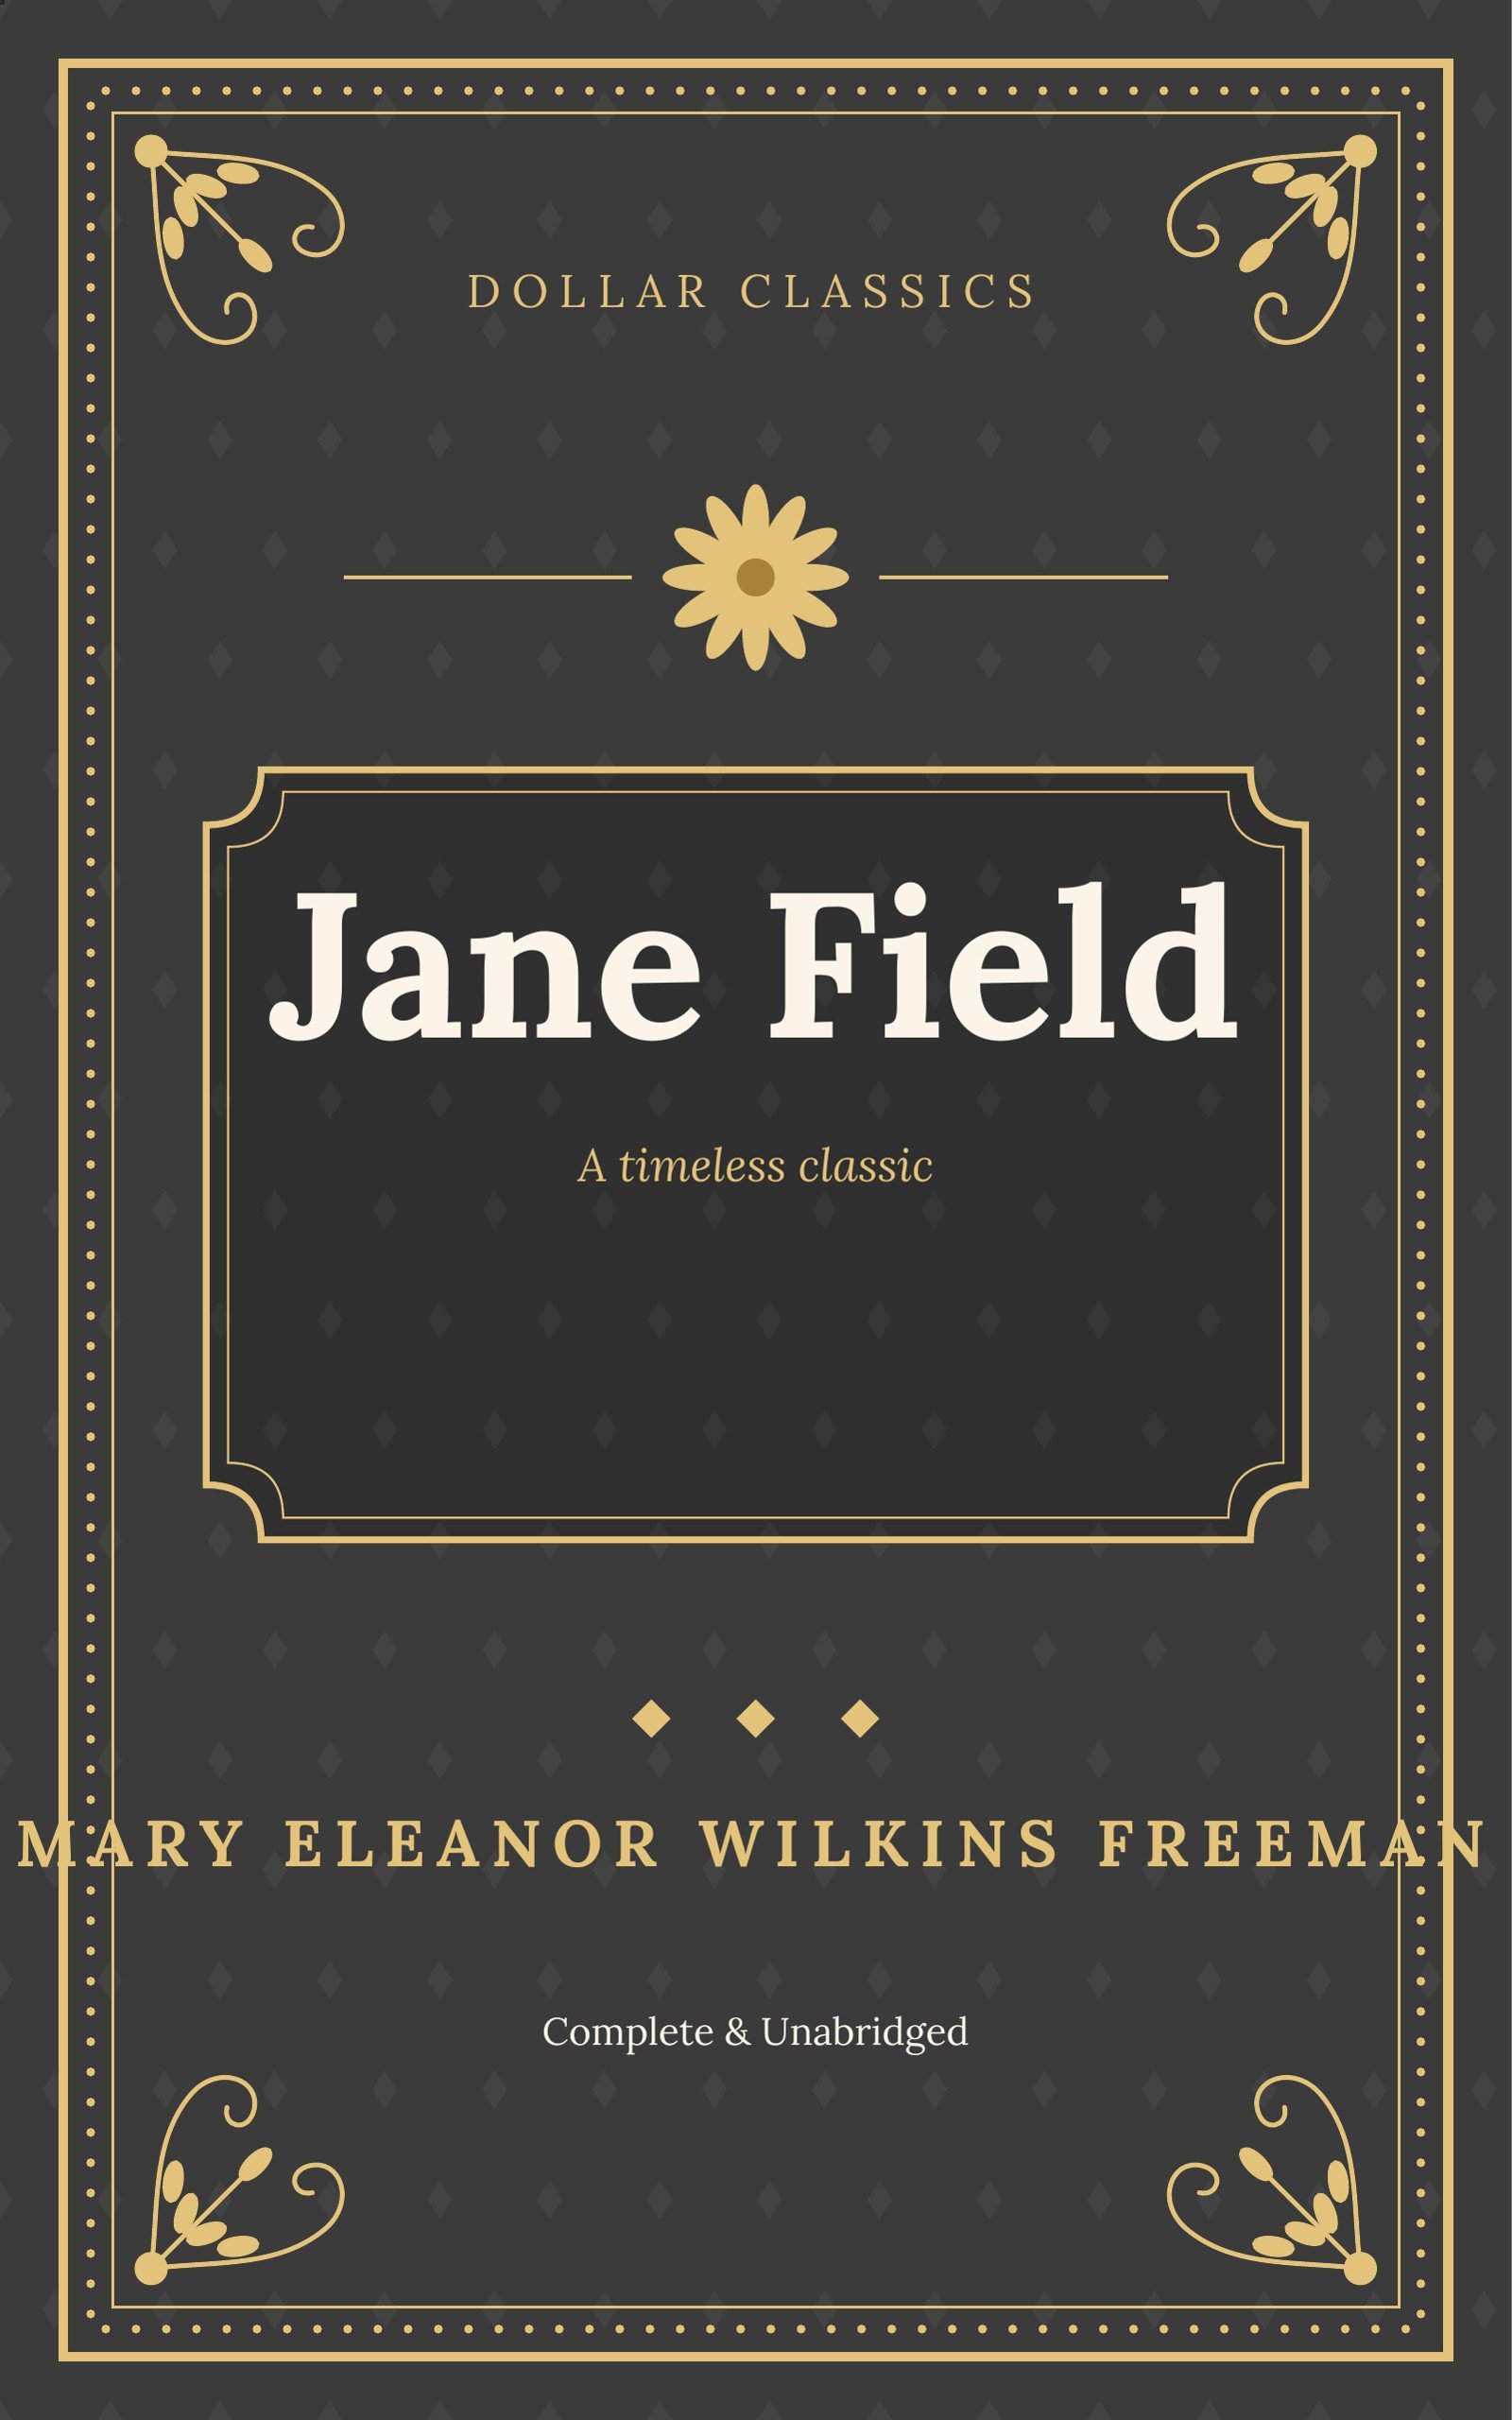 DOLLAR CLASSICS
Jane Field
A timeless classic
MARY ELEANOR WILKINS FREEMAN
Complete & Unabridged